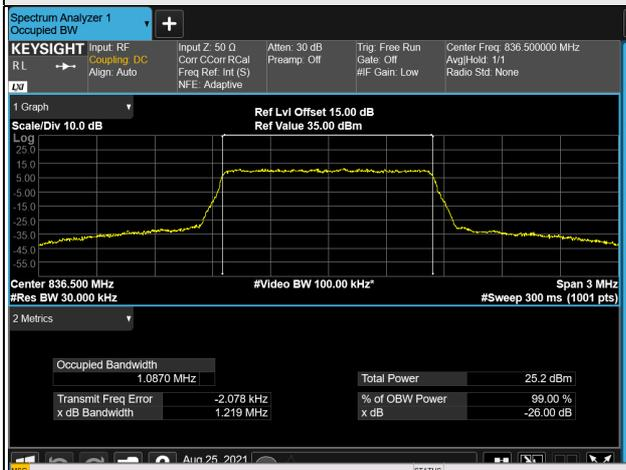 Spectrum Analyzer 1
Occupied BW
+
KEYSIGHT
R L
LXI
Input: RF
Coupling: DC
Align: Auto
Input Z: 50 Ω
Corr CCorr RCal
Freq Ref: Int (S)
NFE: Adaptive
Atten: 30 dB
Preamp: Off
Trig: Free Run
Gate: Off
#IF Gain: Low
Center Freq: 836.500000 MHz
Avg|Hold: 1/1
Radio Std: None
1 Graph
Scale/Div 10.0 dB
Ref Lvl Offset 15.00 dB
Ref Value 35.00 dBm
Log
25.0
15.0
5.00
-5.00
-15.0
-25.0
-35.0
-45.0
-55.0
Center 836.500 MHz
#Res BW 30.000 kHz
#Video BW 100.00 kHz*
Span 3 MHz
#Sweep 300 ms (1001 pts)
2 Metrics
Occupied Bandwidth
1.0870 MHz
Transmit Freq Error -2.078 kHz
x dB Bandwidth 1.219 MHz
Total Power 25.2 dBm
% of OBW Power 99.00 %
x dB -26.00 dB
Aug 25, 2021
MSG
STATUS